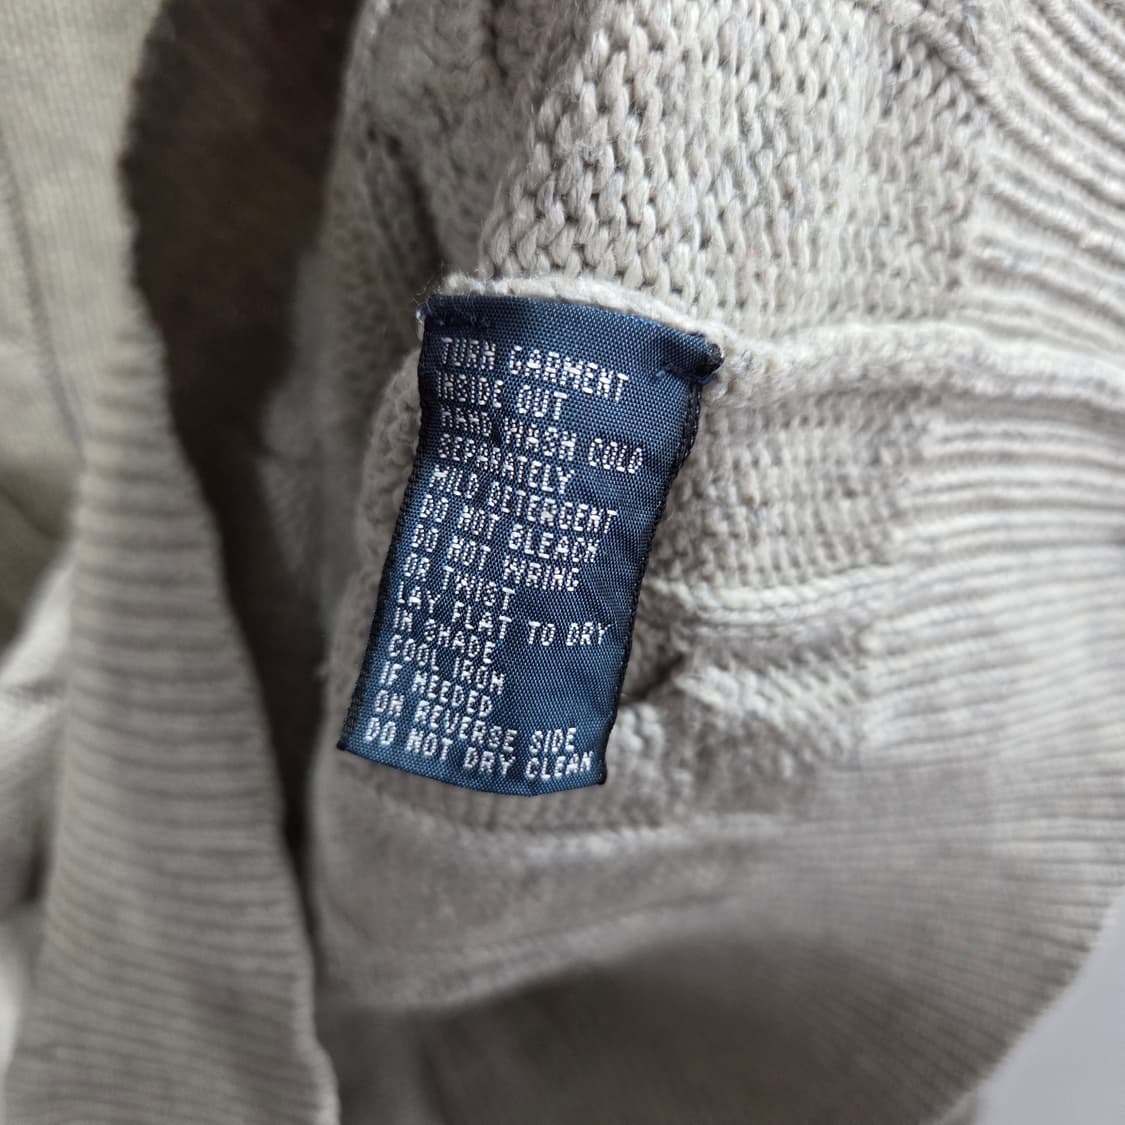 TURN GARMENT
INSIDE OUT
HAND WASH COLD
SEPARATELY
MILD DETERGENT
DO NOT BLEACH
DO NOT WRING
OR TWIST
LAY FLAT TO DRY
IN SHADE
COOL IRON
IF NEEDED
ON REVERSE SIDE
DO NOT DRY CLEAN